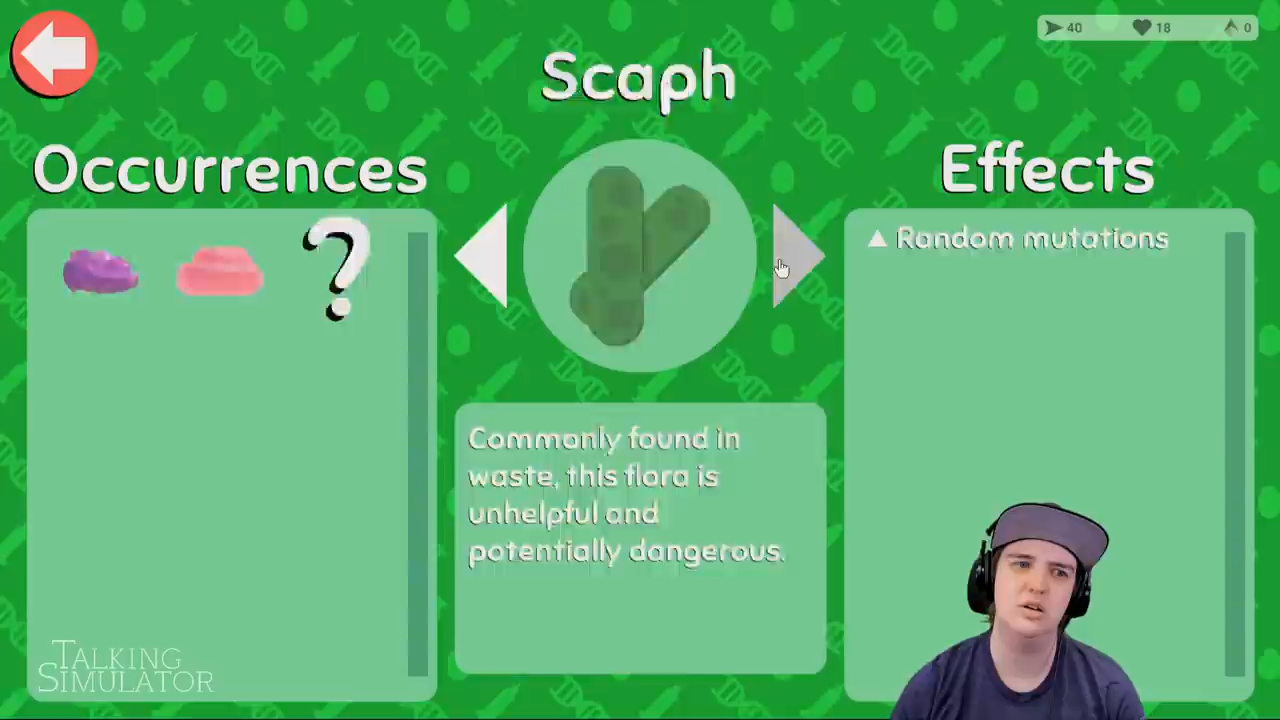 40 18 0
Scaph
Occurrences
Effects
?
▲ Random mutations
Commonly found in
waste, this flora is
unhelpful and
potentially dangerous.
TALKING
SIMULATOR